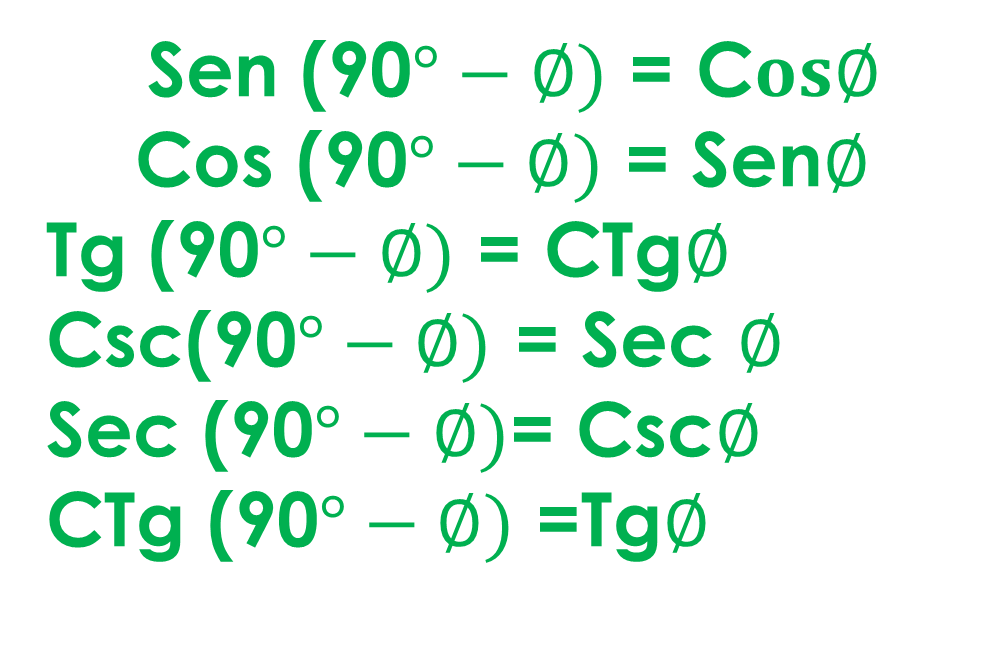 Sen (90° − ∅) = Cos∅
Cos (90° − ∅) = Sen∅
Tg (90° − ∅) = CTg∅
Csc(90° − ∅) = Sec ∅
Sec (90° − ∅)= Csc∅
CTg (90° − ∅) =Tg∅